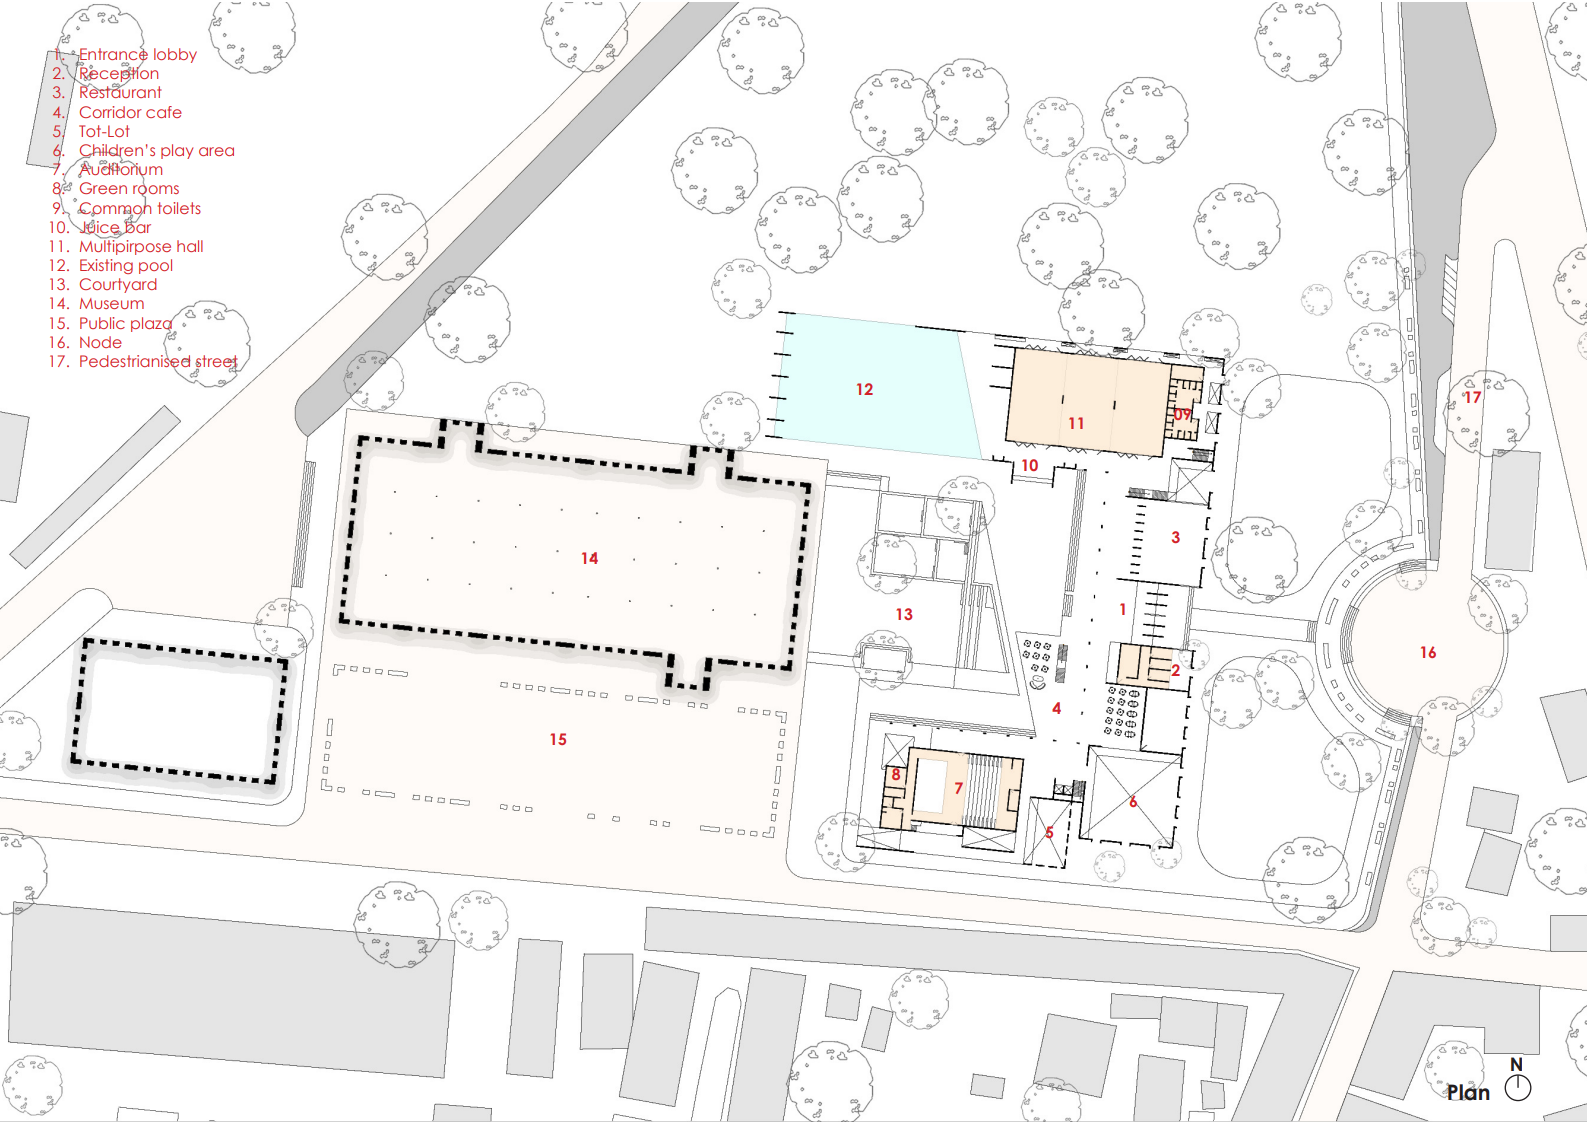 1. Entrance lobby
2. Reception
3. Restaurant
4. Corridor cafe
5. Tot-Lot
6. Children's play area
7. Auditorium
8. Green rooms
9. Common toilets
10. Juice bar
11. Multipirpose hall
12. Existing pool
13. Courtyard
14. Museum
15. Public plaza
16. Node
17. Pedestrianised street
12
17
09
11
10
3
14
1
13
16
2
4
15
8
7
6
5
N
Plan